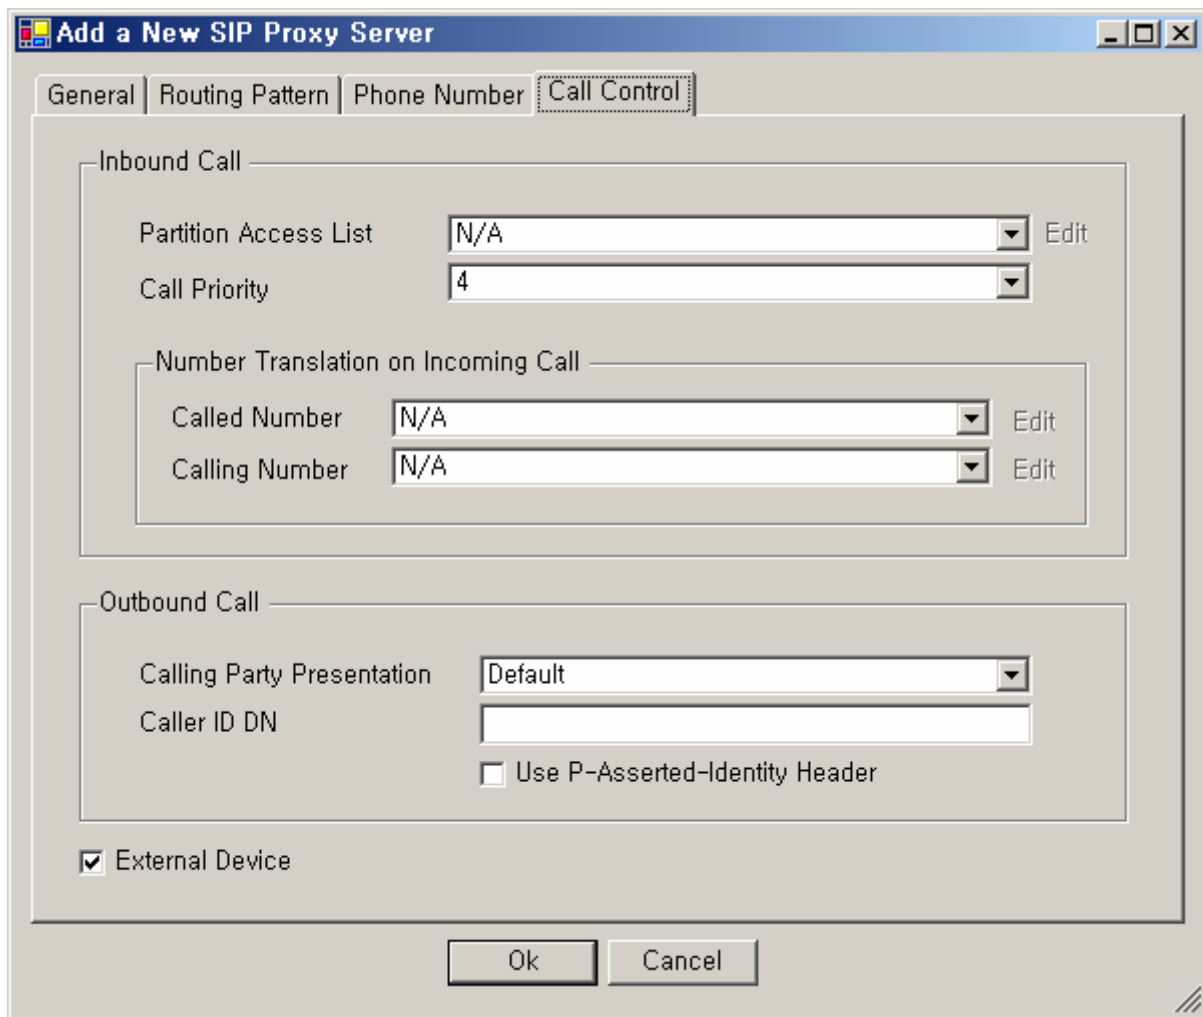 Add a New SIP Proxy Server
General Routing Pattern Phone Number Call Control
Inbound Call
Partition Access List N/A Edit
Call Priority 4
Number Translation on Incoming Call
Called Number N/A Edit
Calling Number N/A Edit
Outbound Call
Calling Party Presentation Default
Caller ID DN
Use P-Asserted-Identity Header
External Device
Ok Cancel